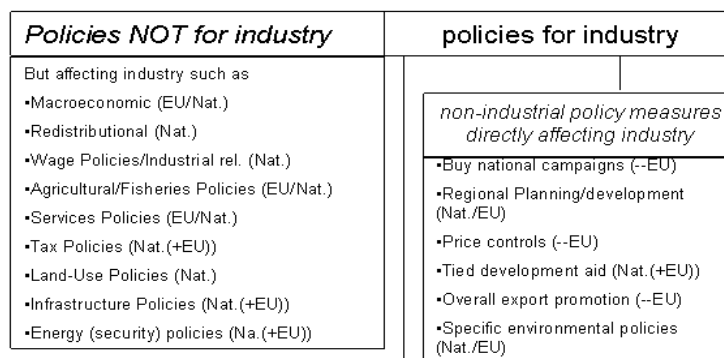 Policies NOT for industry
But affecting industry such as
▪Macroeconomic (EU/Nat.)
▪Redistributional (Nat.)
▪Wage Policies/Industrial rel. (Nat.)
▪Agricultural/Fisheries Policies (EU/Nat.)
▪Services Policies (EU/Nat.)
▪Tax Policies (Nat.(+EU))
▪Land-Use Policies (Nat.)
▪Infrastructure Policies (Nat.(+EU))
▪Energy (security) policies (Na.(+EU))
policies for industry
non-industrial policy measures
directly affecting industry
▪Buy national campaigns (--EU)
▪Regional Planning/development
(Nat./EU)
▪Price controls (--EU)
▪Tied development aid (Nat.(+EU))
▪Overall export promotion (--EU)
▪Specific environmental policies
(Nat./EU)